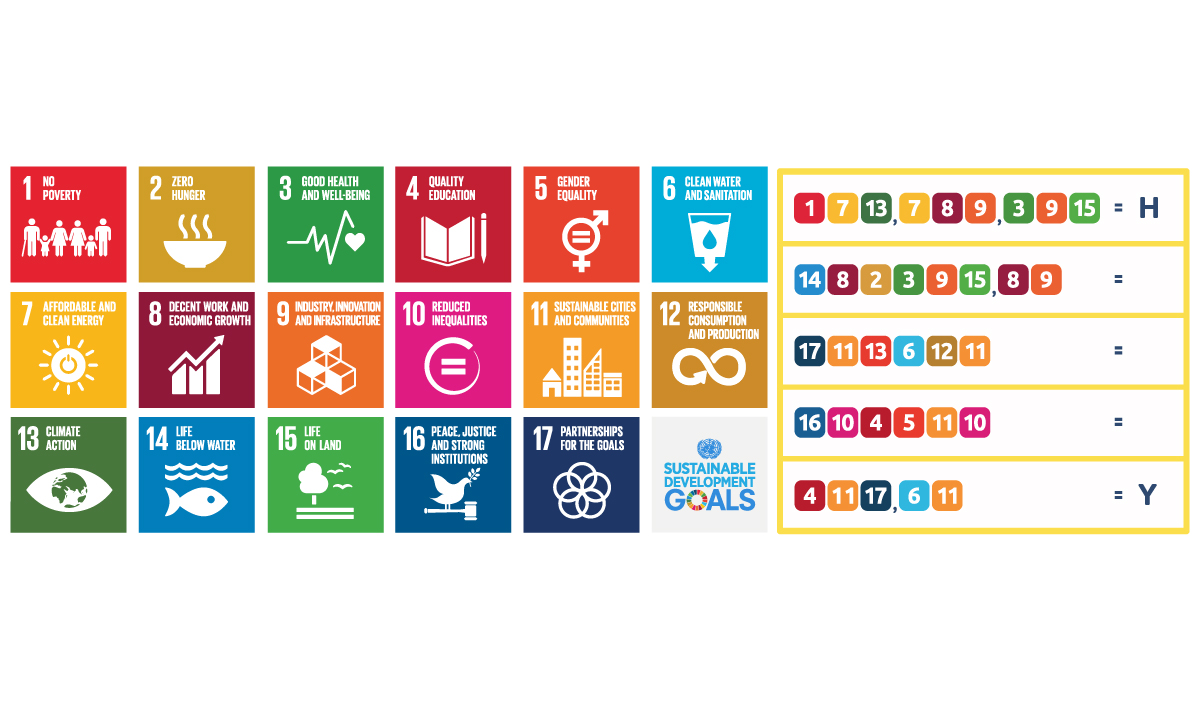 1 NO
POVERTY
2 ZERO
HUNGER
3 GOOD HEALTH
AND WELL-BEING
4 QUALITY
EDUCATION
5 GENDER
EQUALITY
6 CLEAN WATER
AND SANITATION
7 AFFORDABLE AND
CLEAN ENERGY
8 DECENT WORK AND
ECONOMIC GROWTH
9 INDUSTRY, INNOVATION
AND INFRASTRUCTURE
10 REDUCED
INEQUALITIES
11 SUSTAINABLE CITIES
AND COMMUNITIES
12 RESPONSIBLE
CONSUMPTION
AND PRODUCTION
13 CLIMATE
ACTION
14 LIFE
BELOW WATER
15 LIFE
ON LAND
16 PEACE, JUSTICE
AND STRONG
INSTITUTIONS
17 PARTNERSHIPS
FOR THE GOALS
SUSTAINABLE
DEVELOPMENT
GOALS
1 7 13, 7 8 9, 3 9 15 = H
14 8 2 3 9 15, 8 9 =
17 11 13 6 12 11 =
16 10 4 5 11 10 =
4 11 17, 6 11 = Y